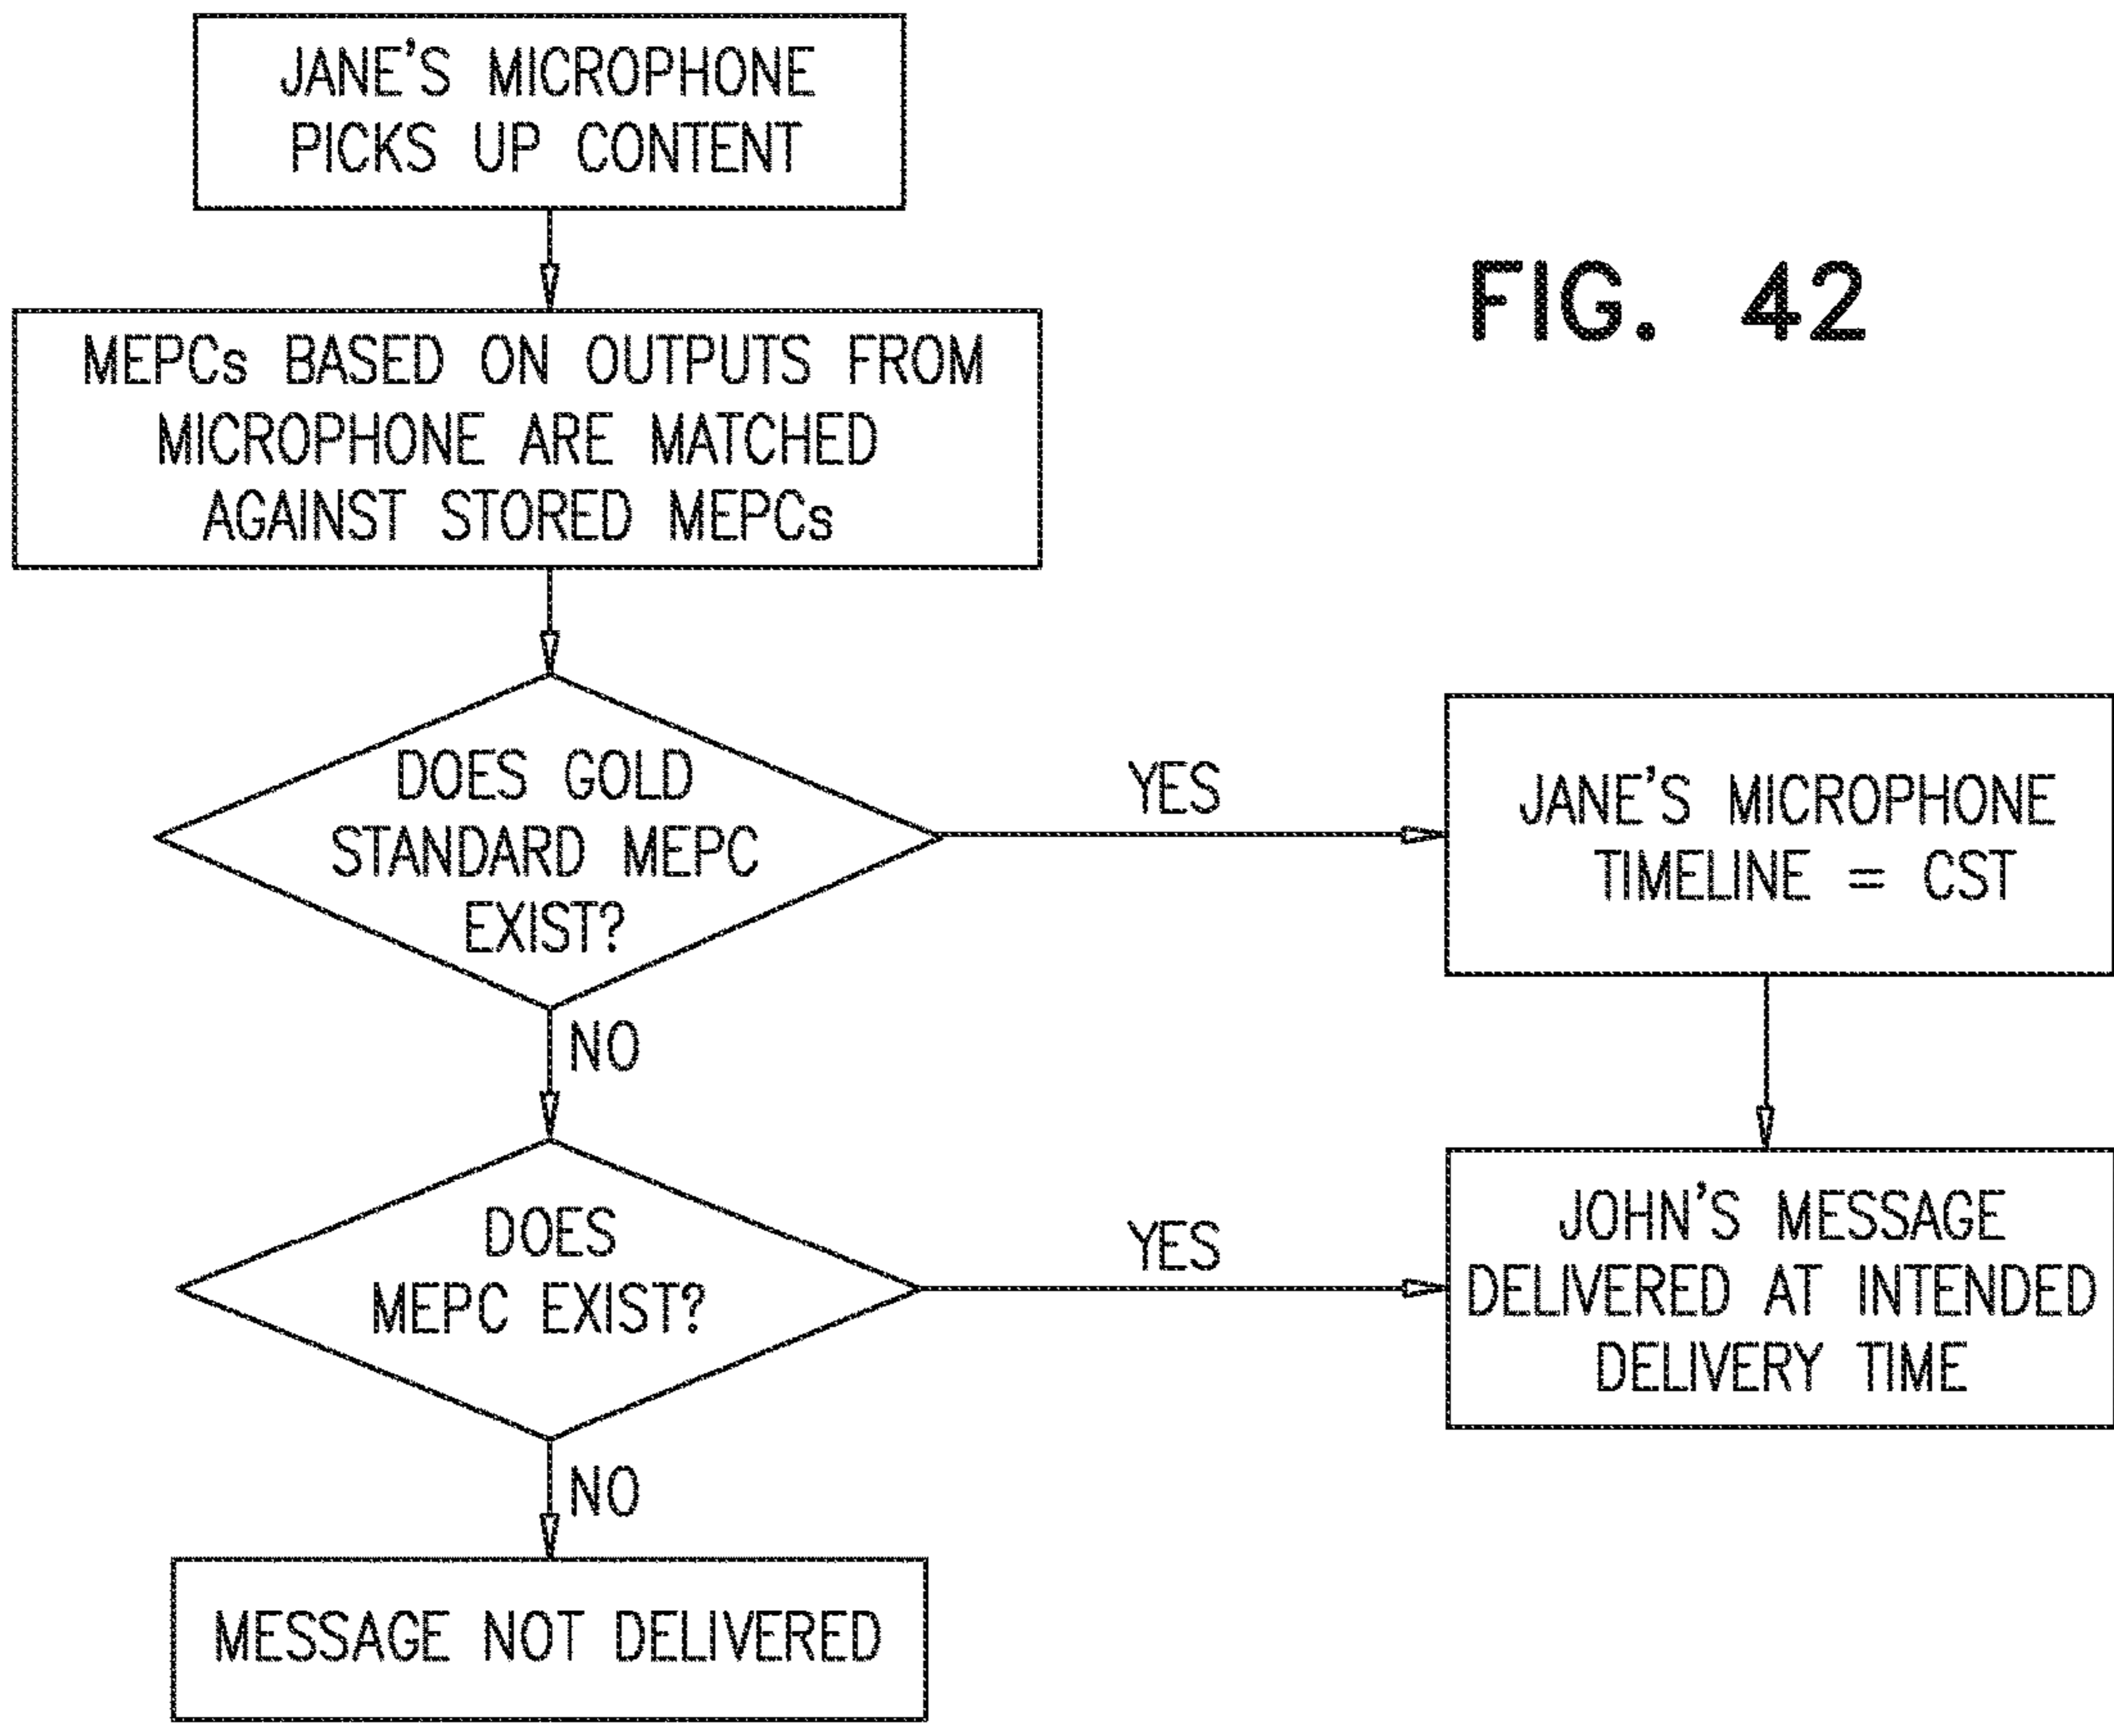 JANE'S MICROPHONE
PICKS UP CONTENT
FIG. 42
MEPCs BASED ON OUTPUTS FROM
MICROPHONE ARE MATCHED
AGAINST STORED MEPCs
DOES GOLD
STANDARD MEPC
EXIST?
YES
JANE'S MICROPHONE
TIMELINE = CST
NO
DOES
MEPC EXIST?
YES
JOHN'S MESSAGE
DELIVERED AT INTENDED
DELIVERY TIME
NO
MESSAGE NOT DELIVERED